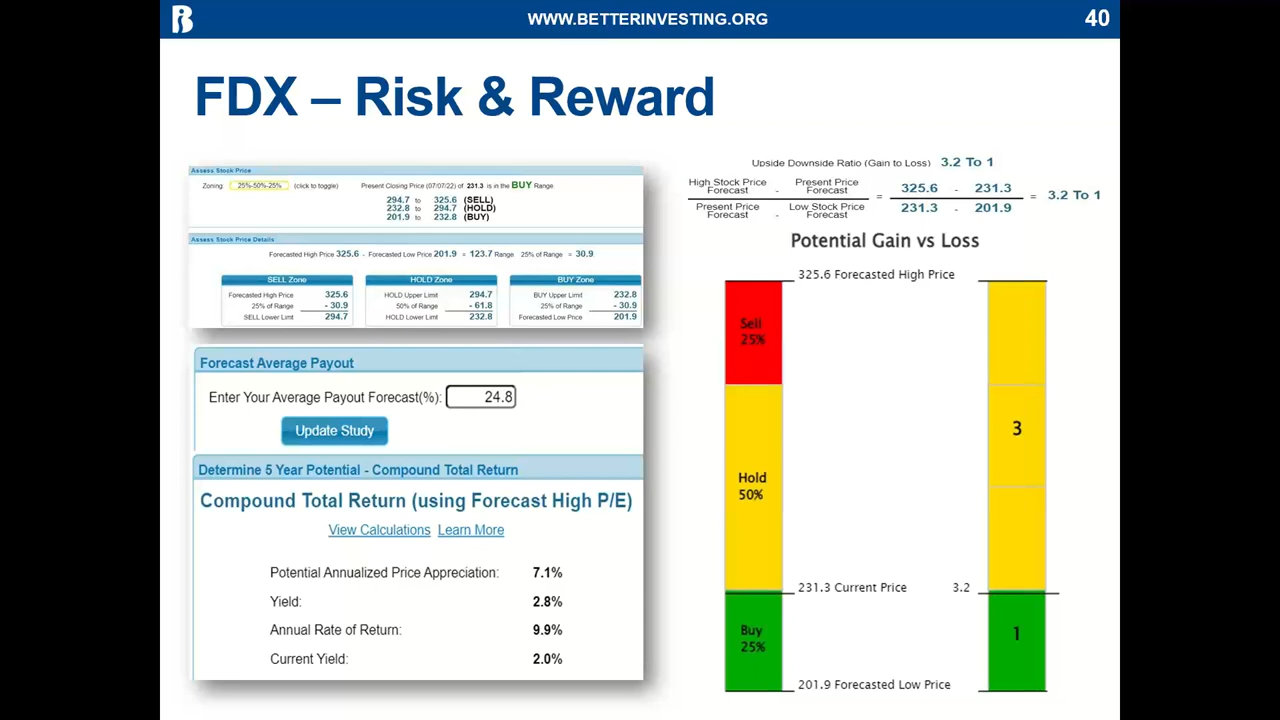 WWW.BETTERINVESTING.ORG
40
FDX – Risk & Reward
Assess Stock Price
Zoning 25%-50%-25% (click to toggle) Present Closing Price (07/07/22) of 231.3 is in the BUY Range.
294.7 to 325.6 (SELL)
232.8 to 294.7 (HOLD)
201.9 to 232.8 (BUY)
Assess Stock Price Details
Forecasted High Price 325.6 - Forecasted Low Price 201.9 = 123.7 Range 25% of Range = 30.9
SELL Zone
Forecasted High Price 325.6
25% of Range - 30.9
SELL Lower Limt 294.7
HOLD Zone
HOLD Upper Limit 294.7
50% of Range - 61.8
HOLD Lower Limit 232.8
BUY Zone
BUY Upper Limit 232.8
25% of Range - 30.9
Forecasted Low Price 201.9
Forecast Average Payout
Enter Your Average Payout Forecast(%): 24.8
Update Study
Determine 5 Year Potential - Compound Total Return
Compound Total Return (using Forecast High P/E)
View Calculations Learn More
Potential Annualized Price Appreciation: 7.1%
Yield: 2.8%
Annual Rate of Return: 9.9%
Current Yield: 2.0%
Upside Downside Ratio (Gain to Loss) 3.2 To 1
High Stock Price Forecast - Present Price Forecast = 325.6 - 231.3 = 3.2 To 1
Present Price Forecast - Low Stock Price Forecast 231.3 - 201.9
Potential Gain vs Loss
325.6 Forecasted High Price
Sell
25%
3
Hold
50%
231.3 Current Price 3.2
Buy
25%
1
201.9 Forecasted Low Price